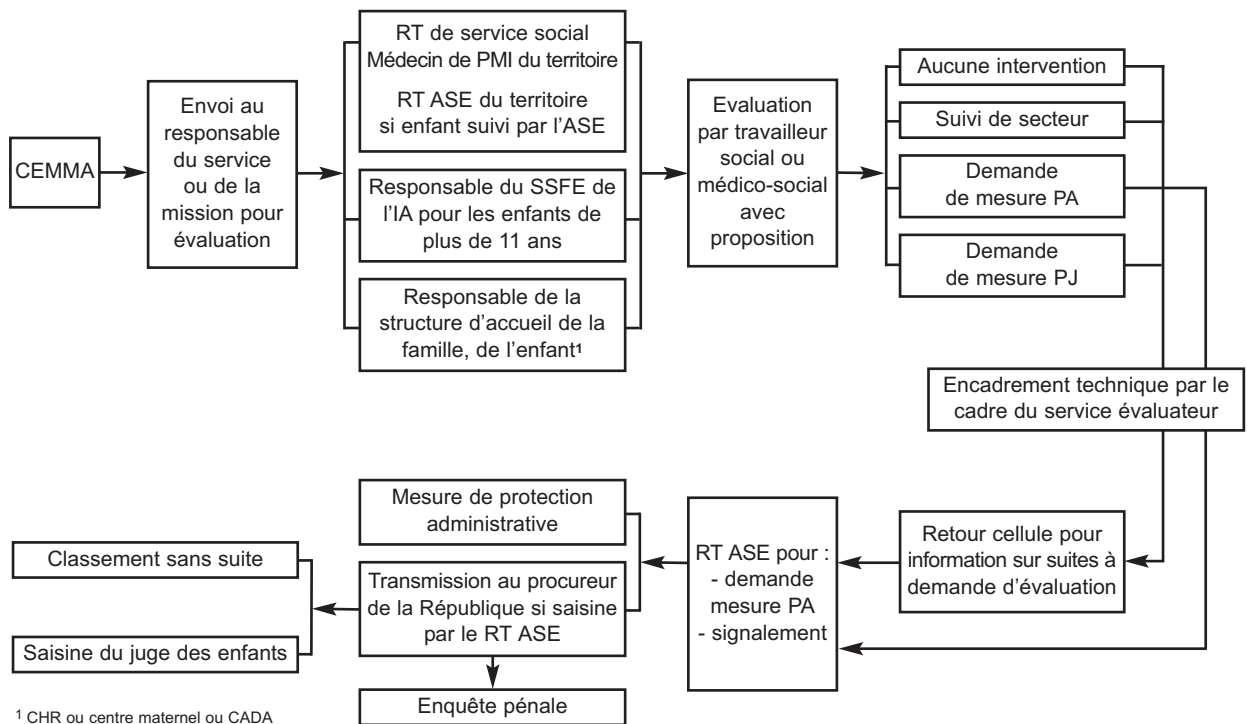 CEMMA
Envoi au
responsable
du service
ou de la
mission pour
évaluation
RT de service social
Médecin de PMI du territoire
RT ASE du territoire
si enfant suivi par l’ASE
Responsable du SSFE de
l’IA pour les enfants de
plus de 11 ans
Responsable de la
structure d’accueil de la
famille, de l’enfant¹
Evaluation
par travailleur
social ou
médico-social
avec
proposition
Aucune intervention
Suivi de secteur
Demande
de mesure PA
Demande
de mesure PJ
Encadrement technique par le
cadre du service évaluateur
Retour cellule pour
information sur suites à
demande d’évaluation
RT ASE pour :
- demande
mesure PA
- signalement
Mesure de protection
administrative
Transmission au procureur
de la République si saisine
par le RT ASE
Enquête pénale
Classement sans suite
Saisine du juge des enfants
¹ CHR ou centre maternel ou CADA